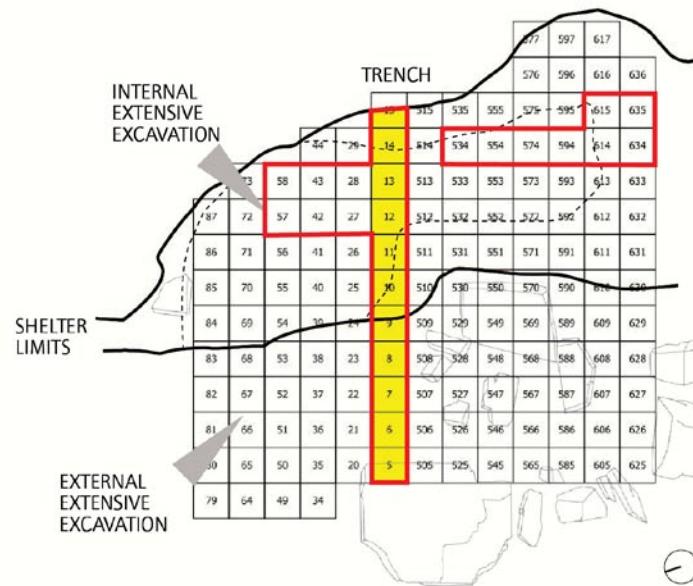 577 597 617
TRENCH
576 596 616 636
INTERNAL
EXTENSIVE
EXCAVATION
15 515 535 555 575 595 615 635
44 29 14 514 534 554 574 594 614 634
73 58 43 28 13 513 533 553 573 593 613 633
87 72 57 42 27 12 512 532 552 572 592 612 632
86 71 56 41 26 11 511 531 551 571 591 611 631
85 70 55 40 25 10 510 530 550 570 590 610 630
SHELTER
LIMITS
84 69 54 39 24 9 509 529 549 569 589 609 629
83 68 53 38 23 8 508 528 548 568 588 608 628
82 67 52 37 22 7 507 527 547 567 587 607 627
81 66 51 36 21 6 506 526 546 566 586 606 626
80 65 50 35 20 5 505 525 545 565 585 605 625
EXTERNAL
EXTENSIVE
EXCAVATION
79 64 49 34